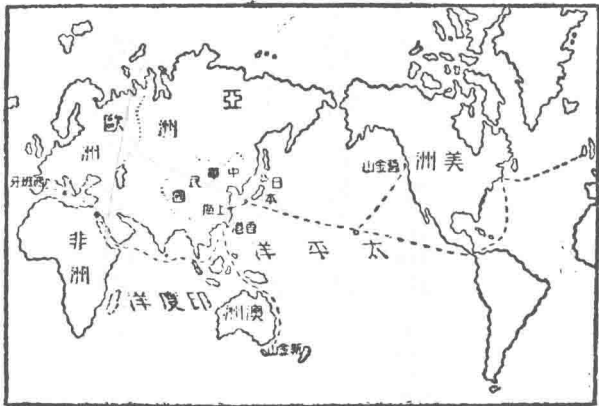 亞洲
歐洲
美洲
舊金山
西班牙
中華民國
日本
上海
香港
太平洋
非洲
印度洋
澳洲
新金山